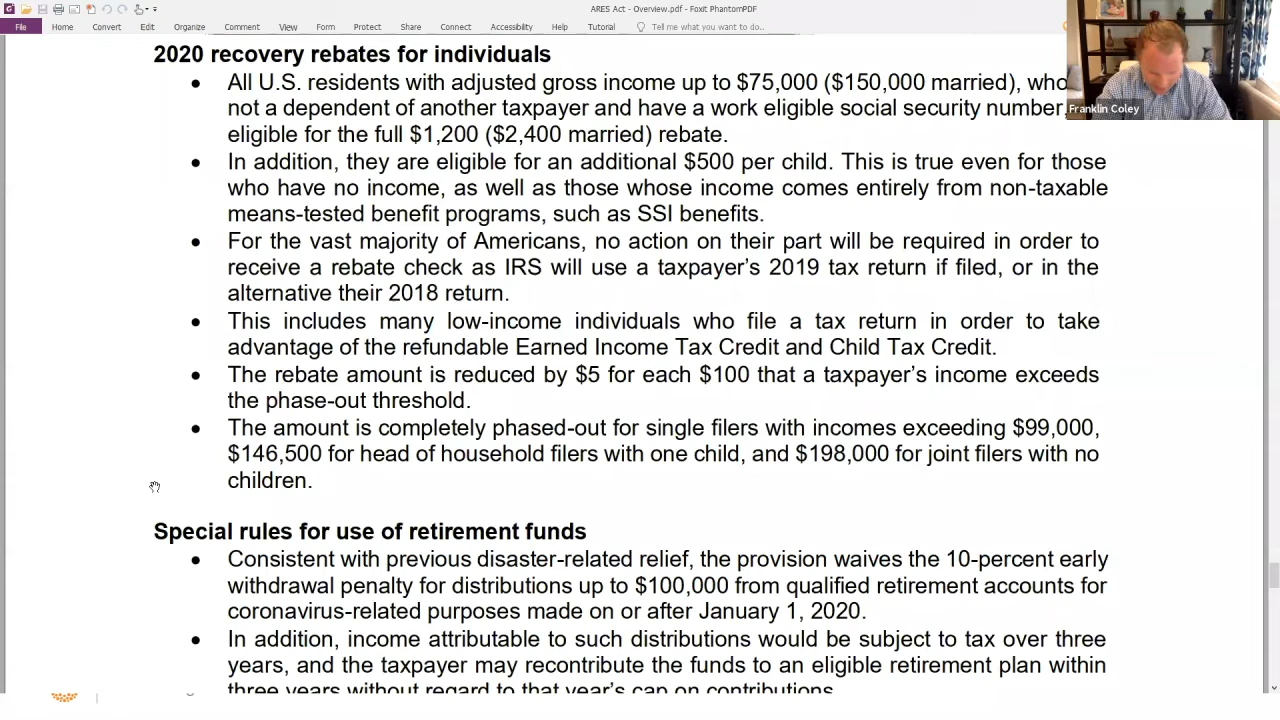 ARES Act - Overview.pdf - Foxit PhantomPDF
File Home Convert Edit Organize Comment View Form Protect Share Connect Accessibility Help Tutorial Tell me what you want to do..
Franklin Coley
2020 recovery rebates for individuals
• All U.S. residents with adjusted gross income up to $75,000 ($150,000 married), who
not a dependent of another taxpayer and have a work eligible social security number,
eligible for the full $1,200 ($2,400 married) rebate.
• In addition, they are eligible for an additional $500 per child. This is true even for those
who have no income, as well as those whose income comes entirely from non-taxable
means-tested benefit programs, such as SSI benefits.
• For the vast majority of Americans, no action on their part will be required in order to
receive a rebate check as IRS will use a taxpayer’s 2019 tax return if filed, or in the
alternative their 2018 return.
• This includes many low-income individuals who file a tax return in order to take
advantage of the refundable Earned Income Tax Credit and Child Tax Credit.
• The rebate amount is reduced by $5 for each $100 that a taxpayer’s income exceeds
the phase-out threshold.
• The amount is completely phased-out for single filers with incomes exceeding $99,000,
$146,500 for head of household filers with one child, and $198,000 for joint filers with no
children.
Special rules for use of retirement funds
• Consistent with previous disaster-related relief, the provision waives the 10-percent early
withdrawal penalty for distributions up to $100,000 from qualified retirement accounts for
coronavirus-related purposes made on or after January 1, 2020.
• In addition, income attributable to such distributions would be subject to tax over three
years, and the taxpayer may recontribute the funds to an eligible retirement plan within
three years without regard to that year’s cap on contributions.